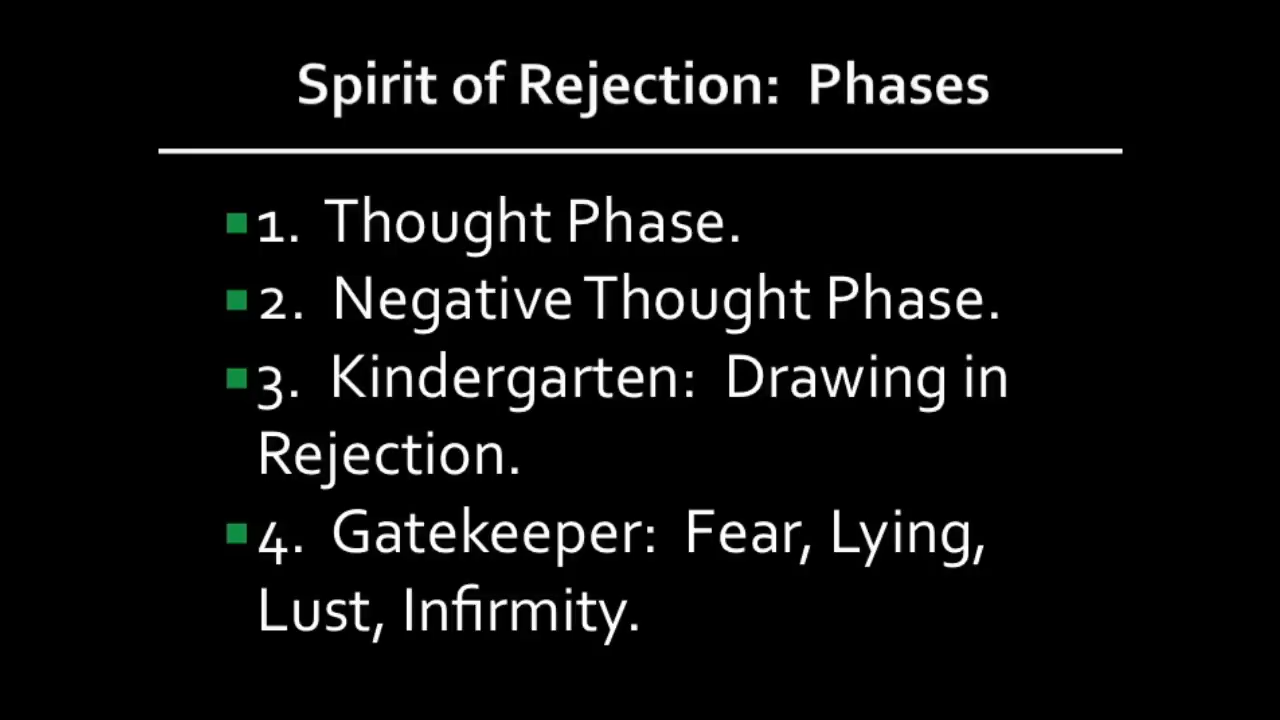 Spirit of Rejection: Phases
1. Thought Phase.
2. Negative Thought Phase.
3. Kindergarten: Drawing in
Rejection.
4. Gatekeeper: Fear, Lying,
Lust, Infirmity.